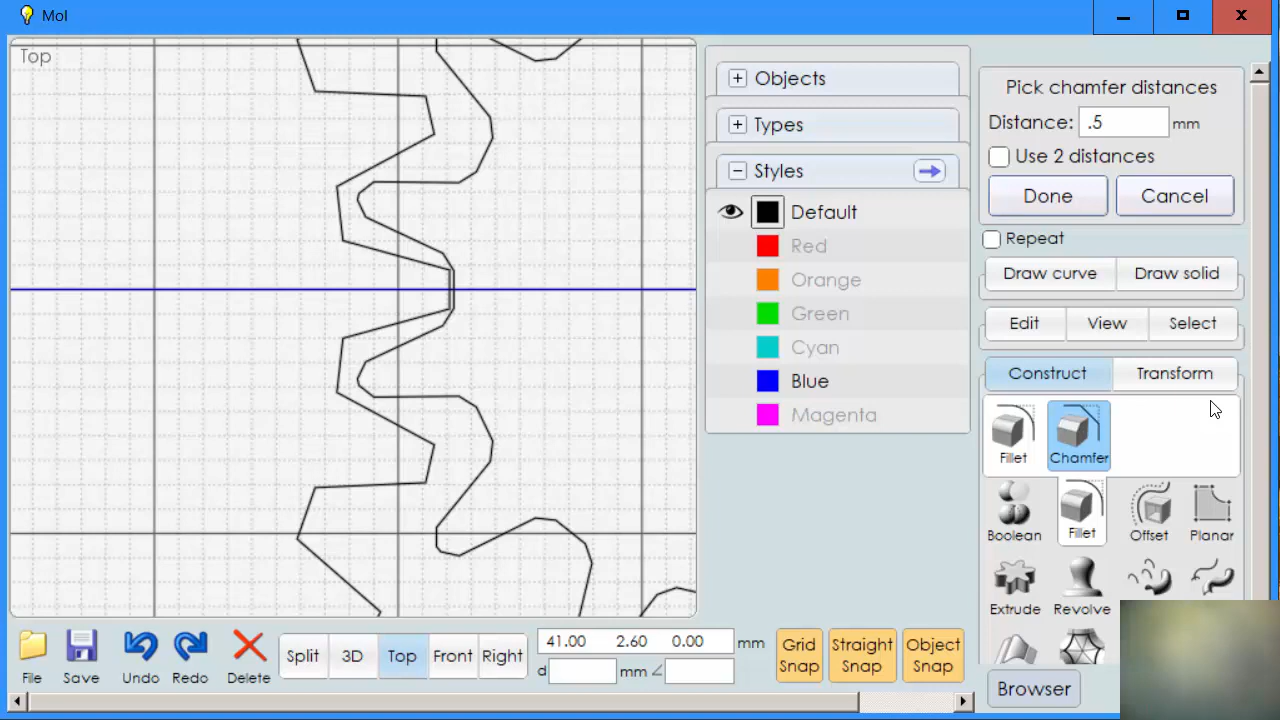 MoI
Top
Objects
Types
Styles
Default
Red
Orange
Green
Cyan
Blue
Magenta
Pick chamfer distances
Distance: .5 mm
Use 2 distances
Done Cancel
Repeat
Draw curve Draw solid
Edit View Select
Construct Transform
Fillet Chamfer
Boolean Fillet Offset Planar
Extrude Revolve
Browser
File Save Undo Redo Delete
Split 3D Top Front Right
41.00 2.60 0.00 mm
d mm ∠
Grid Snap
Straight Snap
Object Snap